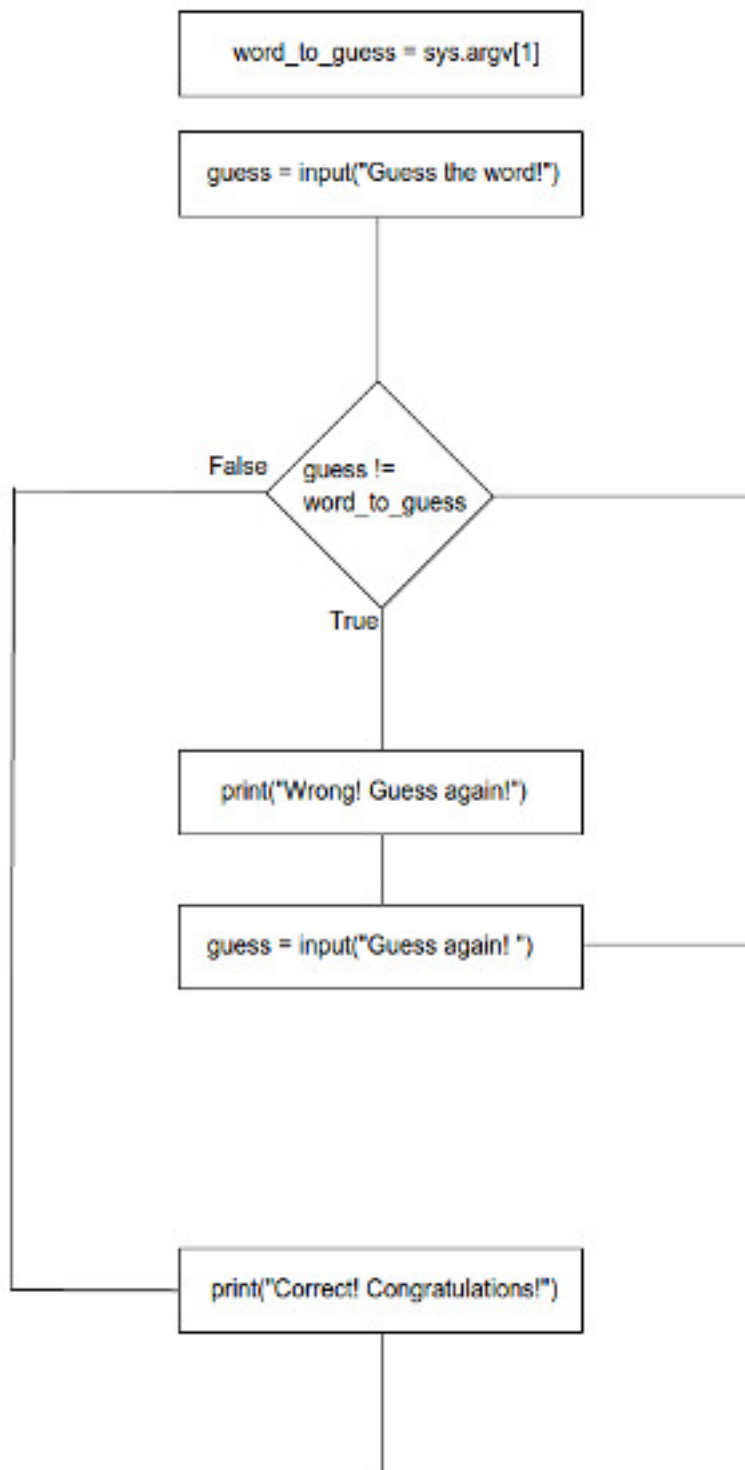 word_to_guess = sys.argv[1]
guess = input("Guess the word!")
False
guess !=
word_to_guess
True
print("Wrong! Guess again!")
guess = input("Guess again! ")
print("Correct! Congratulations!")